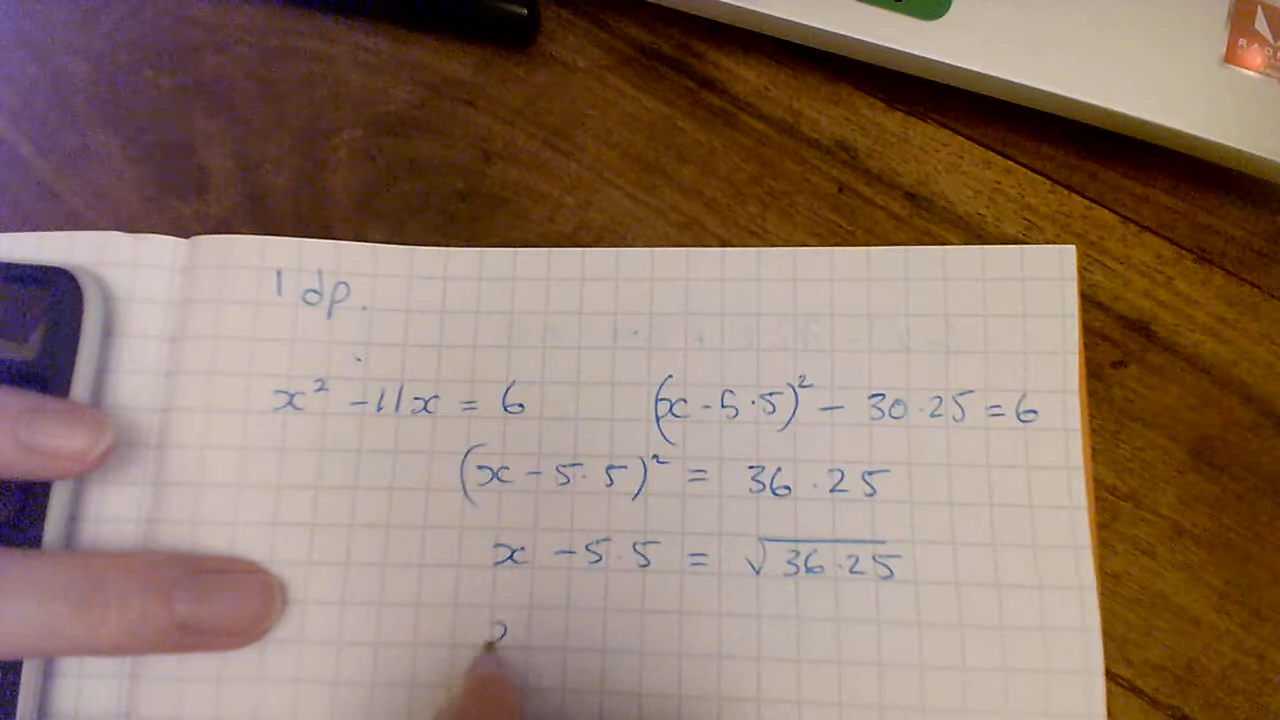 1 dp.
x² - 11x = 6 (x - 5·5)² - 30·25 = 6
(x - 5·5)² = 36·25
x - 5·5 = √36·25